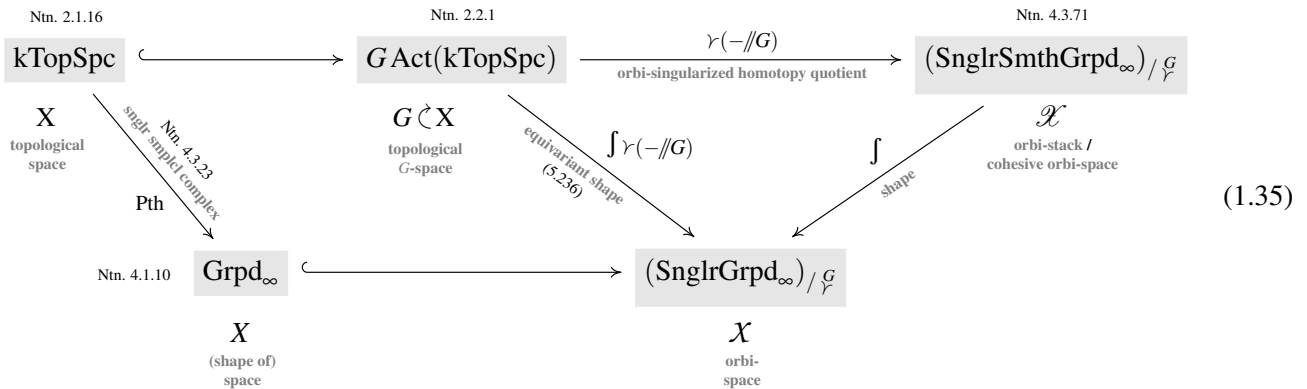 Ntn. 2.1.16
Ntn. 2.2.1
Ntn. 4.3.71
kTopSpc
G Act(kTopSpc)
ʏ(−//G)
orbi-singularized homotopy quotient
(SnglrSmthGrpd∞)/ʏG
X
topological
space
G ⟳ X
topological
G-space
𝒳
orbi-stack /
cohesive orbi-space
Ntn. 4.3.23
snglr smplcl complex
Pth
∫ ʏ(−//G)
equivariant shape
(5.236)
∫
shape
(1.35)
Ntn. 4.1.10
Grpd∞
(SnglrGrpd∞)/ʏG
X
(shape of)
space
𝒳
orbi-
space